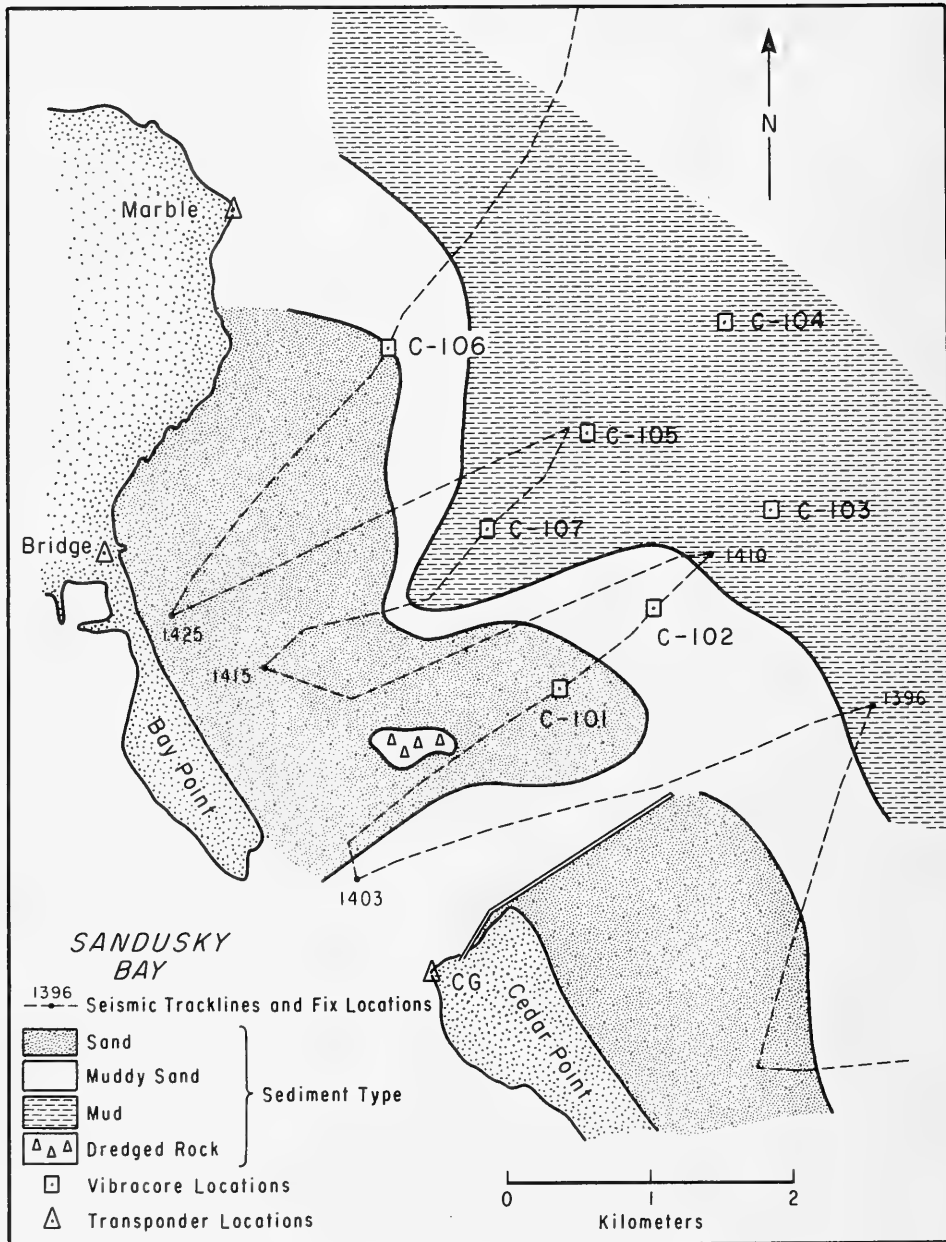 N
Marble
C-104
C-106
C-105
C-103
C-107
Bridge
1410
C-102
1425
1415
1396
C-101
Bay Point
1403
SANDUSKY
BAY
CG
Cedar Point
1396
Seismic Tracklines and Fix Locations
Sand
Muddy Sand
Sediment Type
Mud
Dredged Rock
Vibracore Locations
Transponder Locations
0 1 2
Kilometers